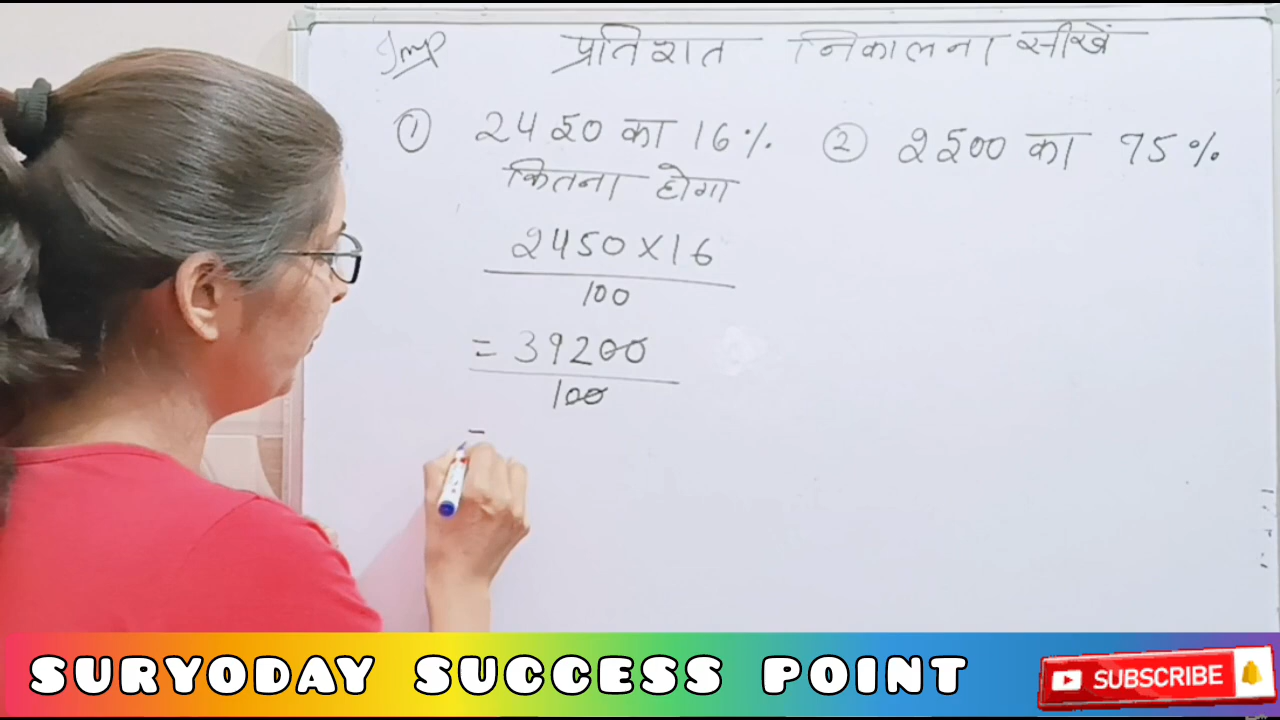 Imp प्रतिशत निकालना सीखें
① 2450 का 16%
कितना होगा
2450 × 16
100
= 39200
100
=
② 2500 का 75%
SURYODAY SUCCESS POINT
SUBSCRIBE